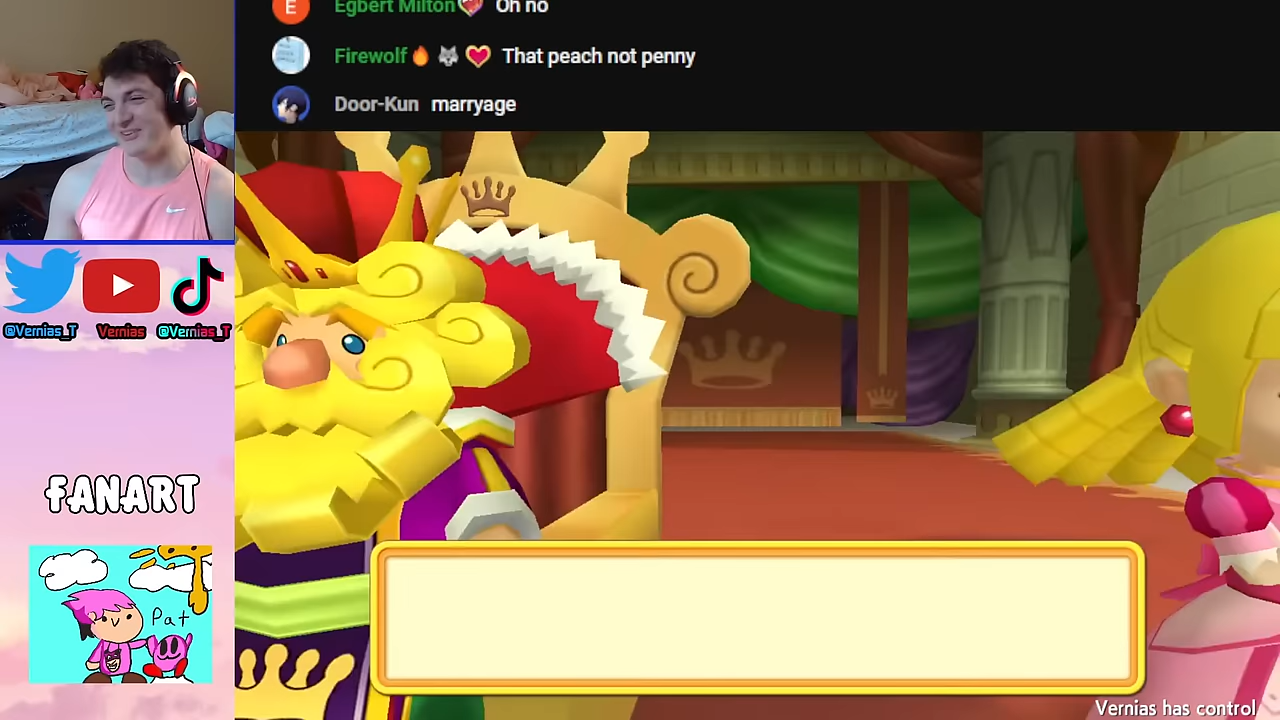 E
Egbert Milton Oh no
Firewolf That peach not penny
Door-Kun marryage
@Vernias_T Vernias @Vernias_T
FANART
Pat
Vernias has control